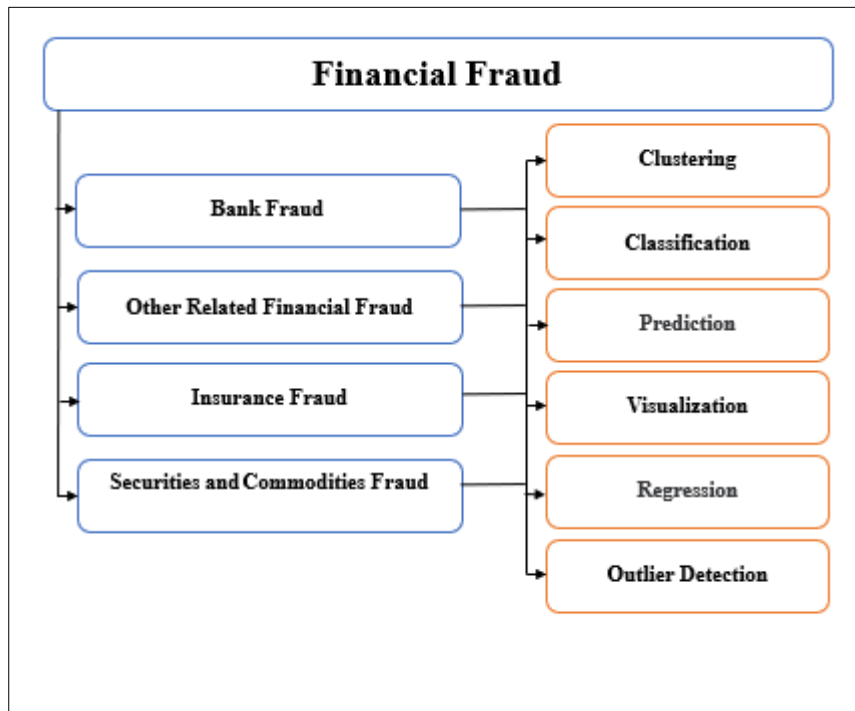 Financial Fraud
Bank Fraud
Other Related Financial Fraud
Insurance Fraud
Securities and Commodities Fraud
Clustering
Classification
Prediction
Visualization
Regression
Outlier Detection